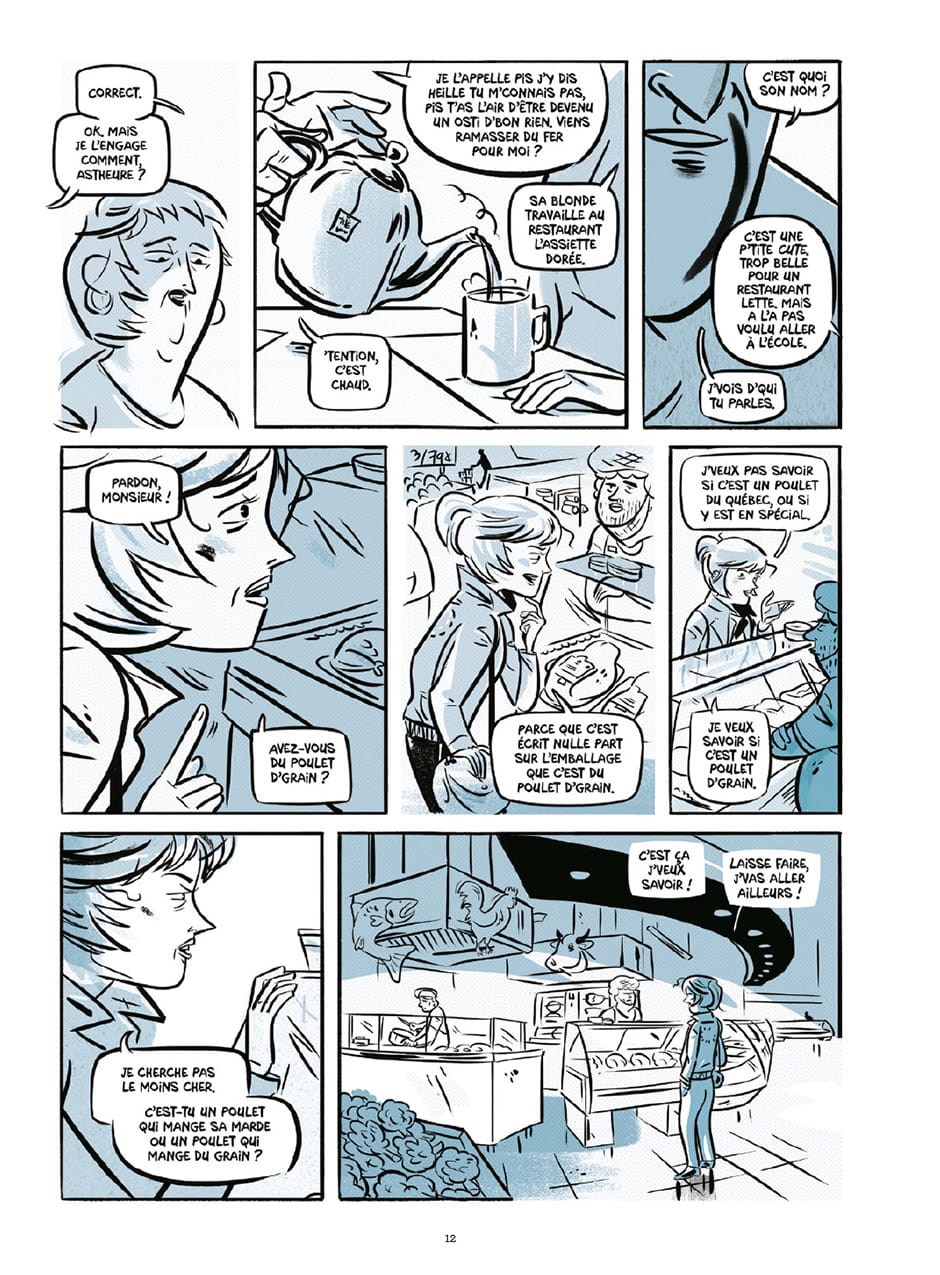 CORRECT.
OK. MAIS
JE L'ENGAGE
COMMENT,
ASTHEURE ?
JE L'APPELLE PIS J'Y DIS
HEILLE TU M'CONNAIS PAS,
PIS T'AS L'AIR D'ÊTRE DEVENU
UN OSTI D'BON RIEN. VIENS
RAMASSER DU FER
POUR MOI ?
SA BLONDE
TRAVAILLE AU
RESTAURANT
L'ASSIETTE
DORÉE.
'TENTION,
C'EST
CHAUD.
C'EST QUOI
SON NOM ?
C'EST UNE
P'TITE CUTE,
TROP BELLE
POUR UN
RESTAURANT
LETTE. MAIS
A L'A PAS
VOULU ALLER
À L'ÉCOLE.
J'VOIS D'QUI
TU PARLES.
PARDON,
MONSIEUR !
AVEZ-VOUS
DU POULET
D'GRAIN ?
3/79¢
PARCE QUE C'EST
ÉCRIT NULLE PART
SUR L'EMBALLAGE
QUE C'EST DU
POULET D'GRAIN.
J'VEUX PAS SAVOIR
SI C'EST UN POULET
DU QUÉBEC, OU SI
Y EST EN SPÉCIAL.
JE VEUX
SAVOIR SI
C'EST UN
POULET
D'GRAIN.
JE CHERCHE PAS
LE MOINS CHER.
C'EST-TU UN POULET
QUI MANGE SA MARDE
OU UN POULET QUI
MANGE DU GRAIN ?
C'EST ÇA
J'VEUX
SAVOIR !
LAISSE FAIRE,
J'VAS ALLER
AILLEURS !
12